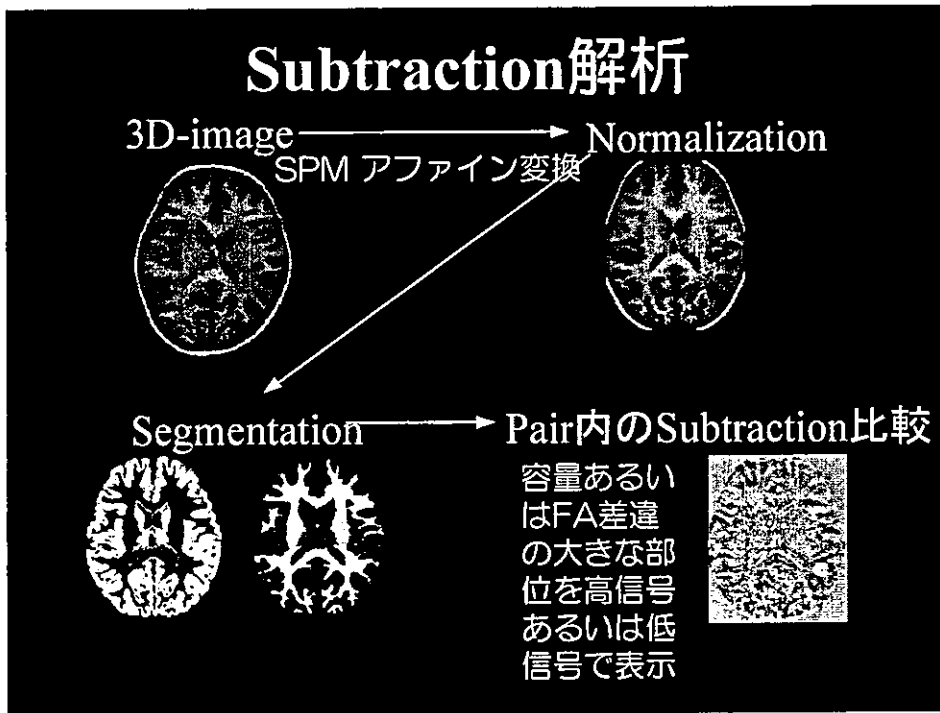 Subtraction解析
3D-image
Normalization
SPM アファイン変換
Segmentation
Pair内のSubtraction比較
容量あるい
はFA差違
の大きな部
位を高信号
あるいは低
信号で表示